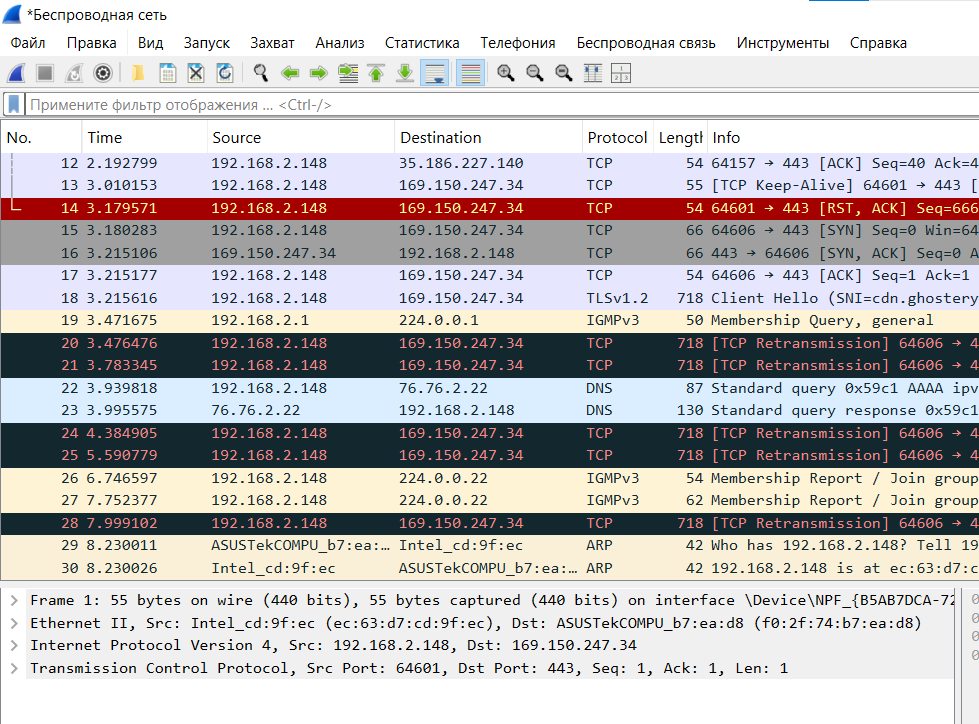 *Беспроводная сеть
Файл Правка Вид Запуск Захват Анализ Статистика Телефония Беспроводная связь Инструменты Справка
Примените фильтр отображения … <Ctrl-/>
No. Time Source Destination Protocol Length Info
12 2.192799 192.168.2.148 35.186.227.140 TCP 54 64157 → 443 [ACK] Seq=40 Ack=4
13 3.010153 192.168.2.148 169.150.247.34 TCP 55 [TCP Keep-Alive] 64601 → 443 [
14 3.179571 192.168.2.148 169.150.247.34 TCP 54 64601 → 443 [RST, ACK] Seq=666
15 3.180283 192.168.2.148 169.150.247.34 TCP 66 64606 → 443 [SYN] Seq=0 Win=64
16 3.215106 169.150.247.34 192.168.2.148 TCP 66 443 → 64606 [SYN, ACK] Seq=0 A
17 3.215177 192.168.2.148 169.150.247.34 TCP 54 64606 → 443 [ACK] Seq=1 Ack=1
18 3.215616 192.168.2.148 169.150.247.34 TLSv1.2 718 Client Hello (SNI=cdn.ghostery
19 3.471675 192.168.2.1 224.0.0.1 IGMPv3 50 Membership Query, general
20 3.476476 192.168.2.148 169.150.247.34 TCP 718 [TCP Retransmission] 64606 → 4
21 3.783345 192.168.2.148 169.150.247.34 TCP 718 [TCP Retransmission] 64606 → 4
22 3.939818 192.168.2.148 76.76.2.22 DNS 87 Standard query 0x59c1 AAAA ipv
23 3.995575 76.76.2.22 192.168.2.148 DNS 130 Standard query response 0x59c1
24 4.384905 192.168.2.148 169.150.247.34 TCP 718 [TCP Retransmission] 64606 → 4
25 5.590779 192.168.2.148 169.150.247.34 TCP 718 [TCP Retransmission] 64606 → 4
26 6.746597 192.168.2.148 224.0.0.22 IGMPv3 54 Membership Report / Join group
27 7.752377 192.168.2.148 224.0.0.22 IGMPv3 62 Membership Report / Join group
28 7.999102 192.168.2.148 169.150.247.34 TCP 718 [TCP Retransmission] 64606 → 4
29 8.230011 ASUSTekCOMPU_b7:ea:… Intel_cd:9f:ec ARP 42 Who has 192.168.2.148? Tell 19
30 8.230026 Intel_cd:9f:ec ASUSTekCOMPU_b7:ea:… ARP 42 192.168.2.148 is at ec:63:d7:c
Frame 1: 55 bytes on wire (440 bits), 55 bytes captured (440 bits) on interface \Device\NPF_{B5AB7DCA-72
Ethernet II, Src: Intel_cd:9f:ec (ec:63:d7:cd:9f:ec), Dst: ASUSTekCOMPU_b7:ea:d8 (f0:2f:74:b7:ea:d8)
Internet Protocol Version 4, Src: 192.168.2.148, Dst: 169.150.247.34
Transmission Control Protocol, Src Port: 64601, Dst Port: 443, Seq: 1, Ack: 1, Len: 1